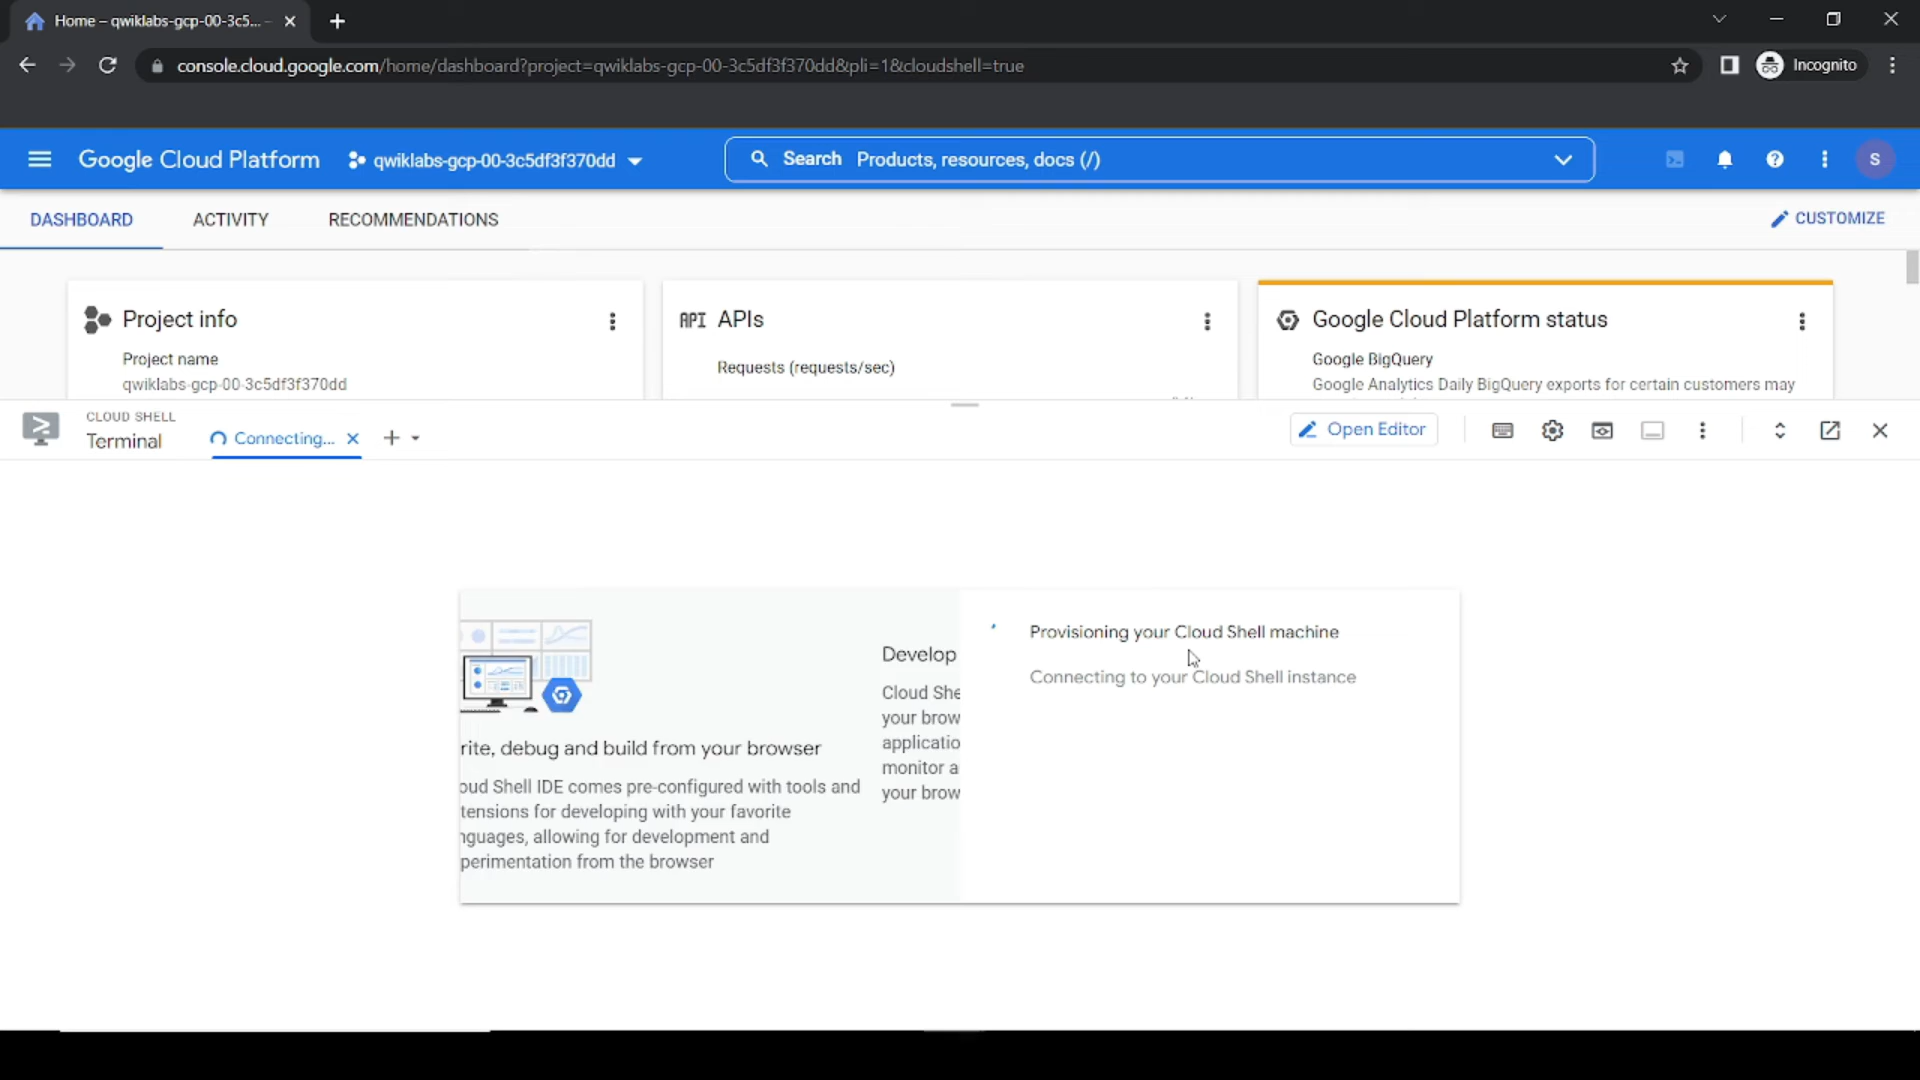 Home – qwiklabs-gcp-00-3c5...
console.cloud.google.com/home/dashboard?project=qwiklabs-gcp-00-3c5df3f370dd&pli=1&cloudshell=true
Incognito
Google Cloud Platform
qwiklabs-gcp-00-3c5df3f370dd
Search Products, resources, docs (/)
S
DASHBOARD
ACTIVITY
RECOMMENDATIONS
CUSTOMIZE
Project info
Project name
qwiklabs-gcp-00-3c5df3f370dd
API APIs
Requests (requests/sec)
Google Cloud Platform status
Google BigQuery
Google Analytics Daily BigQuery exports for certain customers may
CLOUD SHELL
Terminal
Connecting...
Open Editor
rite, debug and build from your browser
oud Shell IDE comes pre-configured with tools and
tensions for developing with your favorite
nguages, allowing for development and
perimentation from the browser
Develop
Cloud She
your brow
applicatio
monitor a
your brow
Provisioning your Cloud Shell machine
Connecting to your Cloud Shell instance